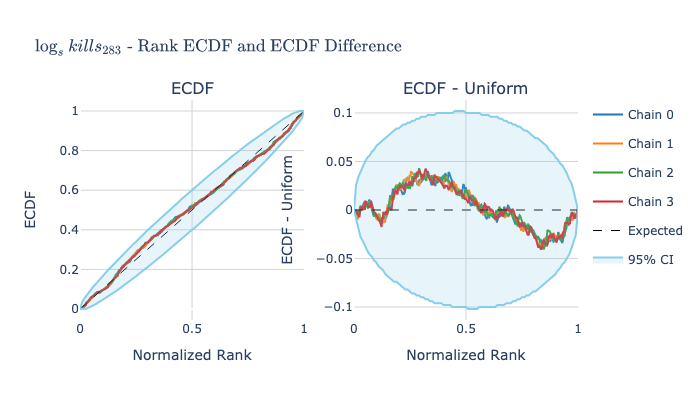 log_s kills_283 - Rank ECDF and ECDF Difference
ECDF
ECDF - Uniform
1
0.8
0.6
0.4
0.2
0
ECDF
0
0.5
1
Normalized Rank
0.1
0.05
0
−0.05
−0.1
ECDF - Uniform
0
0.5
1
Normalized Rank
Chain 0
Chain 1
Chain 2
Chain 3
Expected
95% CI